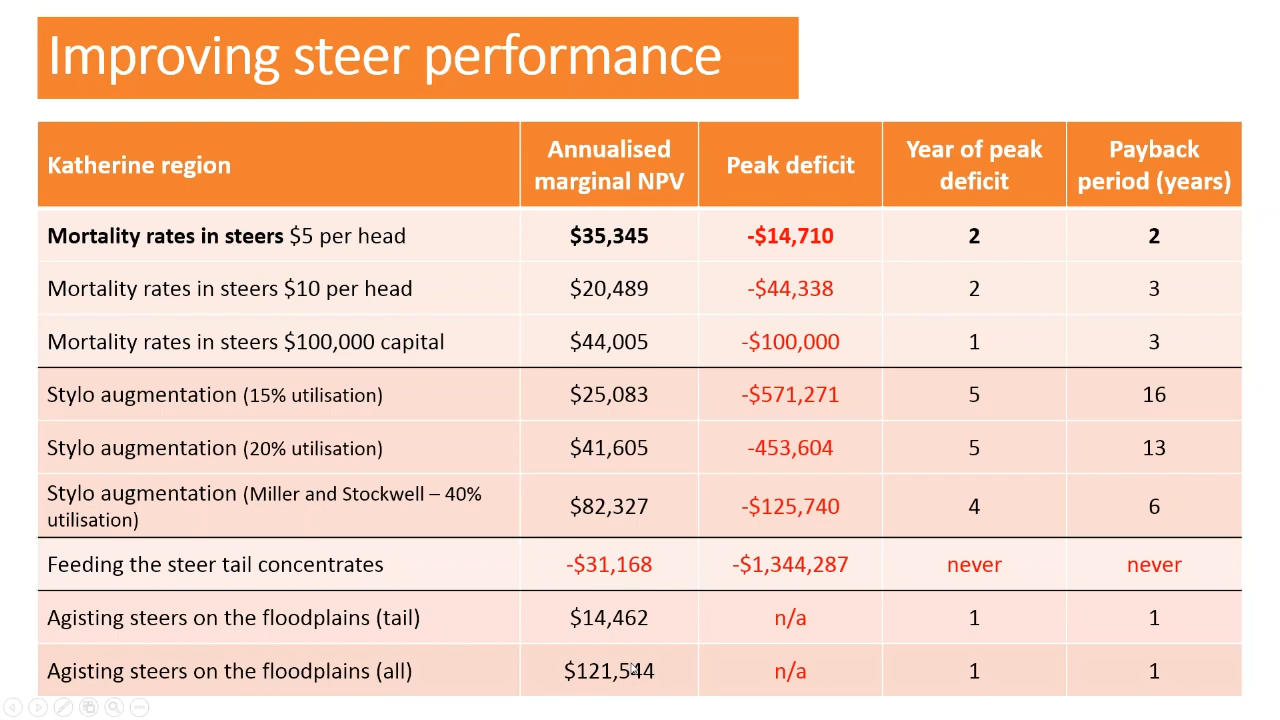 Improving steer performance
Katherine region | Annualised marginal NPV | Peak deficit | Year of peak deficit | Payback period (years)
Mortality rates in steers $5 per head | $35,345 | -$14,710 | 2 | 2
Mortality rates in steers $10 per head | $20,489 | -$44,338 | 2 | 3
Mortality rates in steers $100,000 capital | $44,005 | -$100,000 | 1 | 3
Stylo augmentation (15% utilisation) | $25,083 | -$571,271 | 5 | 16
Stylo augmentation (20% utilisation) | $41,605 | -453,604 | 5 | 13
Stylo augmentation (Miller and Stockwell – 40% utilisation) | $82,327 | -$125,740 | 4 | 6
Feeding the steer tail concentrates | -$31,168 | -$1,344,287 | never | never
Agisting steers on the floodplains (tail) | $14,462 | n/a | 1 | 1
Agisting steers on the floodplains (all) | $121,544 | n/a | 1 | 1